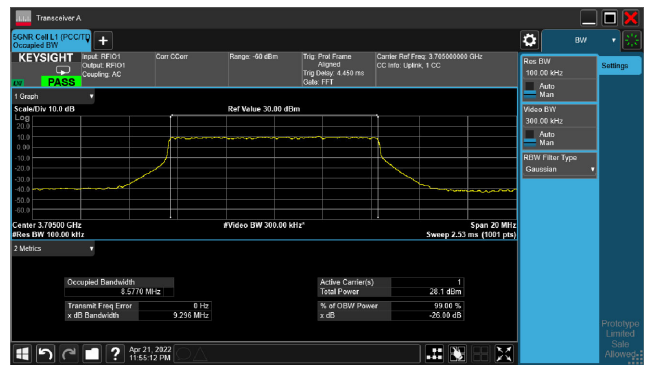 Transceiver A
5GNR Cell L1 (PCC/TD
Occupied BW
BW
KEYSIGHT
PASS
Input: RFIO1
Output: RFIO1
Coupling: AC
Corr CCorr
Range: -60 dBm
Trig: Prot Frame
Aligned
Trig Delay: 4.450 ms
Gate: FFT
Carrier Ref Freq: 3.705000000 GHz
CC Info: Uplink, 1 CC
Res BW
100.00 kHz
Auto
Man
Settings
1 Graph
Scale/Div 10.0 dB
Ref Value 30.00 dBm
Log
20.0
10.0
0.00
-10.0
-20.0
-30.0
-40.0
-50.0
-60.0
Video BW
300.00 kHz
Auto
Man
RBW Filter Type
Gaussian
Center 3.70500 GHz
#Video BW 300.00 kHz*
Span 20 MHz
#Res BW 100.00 kHz
Sweep 2.53 ms (1001 pts)
2 Metrics
Occupied Bandwidth
8.5770 MHz
Active Carrier(s) 1
Total Power 28.1 dBm
Transmit Freq Error 0 Hz
x dB Bandwidth 9.296 MHz
% of OBW Power 99.00 %
x dB -26.00 dB
Prototype
Limited
Sale
Allowed
Apr 21, 2022
11:55:12 PM